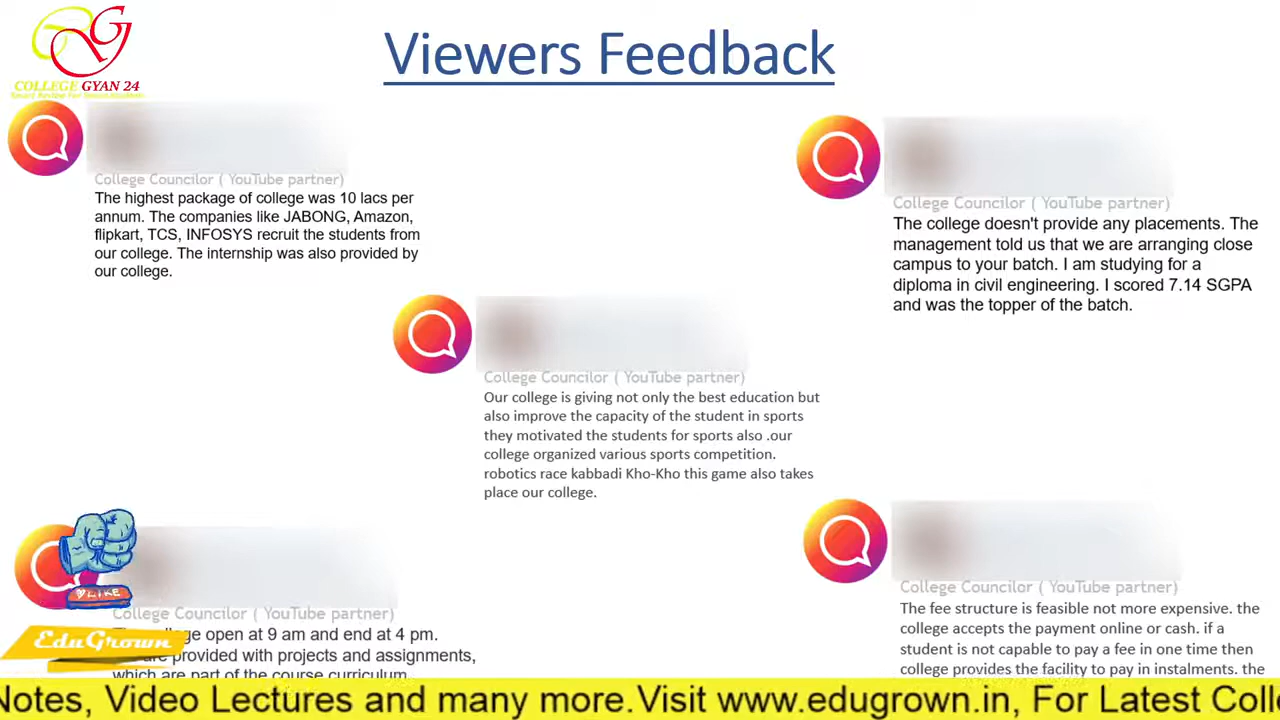 COLLEGE GYAN 24
Viewers Feedback
College Councilor ( YouTube partner)
The highest package of college was 10 lacs per
annum. The companies like JABONG, Amazon,
flipkart, TCS, INFOSYS recruit the students from
our college. The internship was also provided by
our college.
College Councilor ( YouTube partner)
The college doesn't provide any placements. The
management told us that we are arranging close
campus to your batch. I am studying for a
diploma in civil engineering. I scored 7.14 SGPA
and was the topper of the batch.
College Councilor ( YouTube partner)
Our college is giving not only the best education but
also improve the capacity of the student in sports
they motivated the students for sports also .our
college organized various sports competition.
robotics race kabbadi Kho-Kho this game also takes
place our college.
LIKE
College Councilor ( YouTube partner)
open at 9 am and end at 4 pm.
provided with projects and assignments,
which are part of the course curriculum.
EduGrown
College Councilor ( YouTube partner)
The fee structure is feasible not more expensive. the
college accepts the payment online or cash. if a
student is not capable to pay a fee in one time then
college provides the facility to pay in instalments. the
Notes, Video Lectures and many more.Visit www.edugrown.in, For Latest Coll